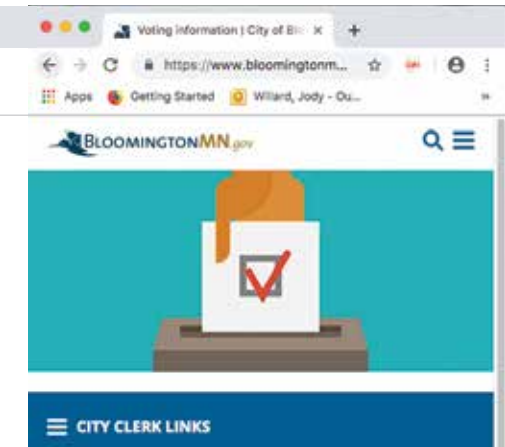 Voting information | City of Bl
https://www.bloomingtonm...
Apps Getting Started Willard, Jody - Ou...
BLOOMINGTONMN.gov
CITY CLERK LINKS